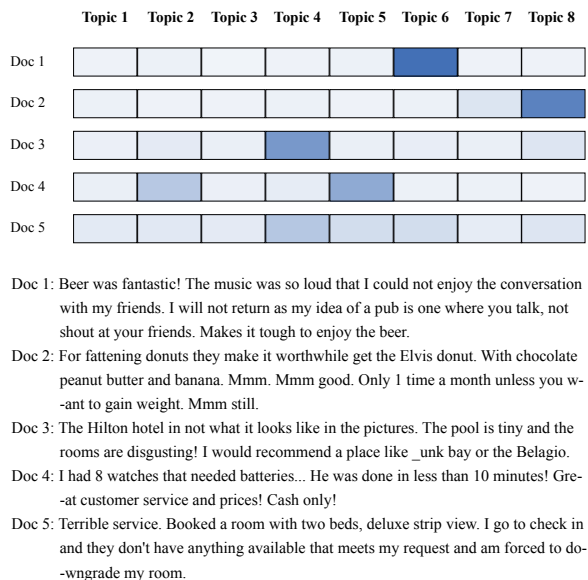 Topic 1 Topic 2 Topic 3 Topic 4 Topic 5 Topic 6 Topic 7 Topic 8
Doc 1
Doc 2
Doc 3
Doc 4
Doc 5
Doc 1: Beer was fantastic! The music was so loud that I could not enjoy the conversation
with my friends. I will not return as my idea of a pub is one where you talk, not
shout at your friends. Makes it tough to enjoy the beer.
Doc 2: For fattening donuts they make it worthwhile get the Elvis donut. With chocolate
peanut butter and banana. Mmm. Mmm good. Only 1 time a month unless you w-
-ant to gain weight. Mmm still.
Doc 3: The Hilton hotel in not what it looks like in the pictures. The pool is tiny and the
rooms are disgusting! I would recommend a place like _unk bay or the Belagio.
Doc 4: I had 8 watches that needed batteries... He was done in less than 10 minutes! Gre-
-at customer service and prices! Cash only!
Doc 5: Terrible service. Booked a room with two beds, deluxe strip view. I go to check in
and they don't have anything available that meets my request and am forced to do-
-wngrade my room.